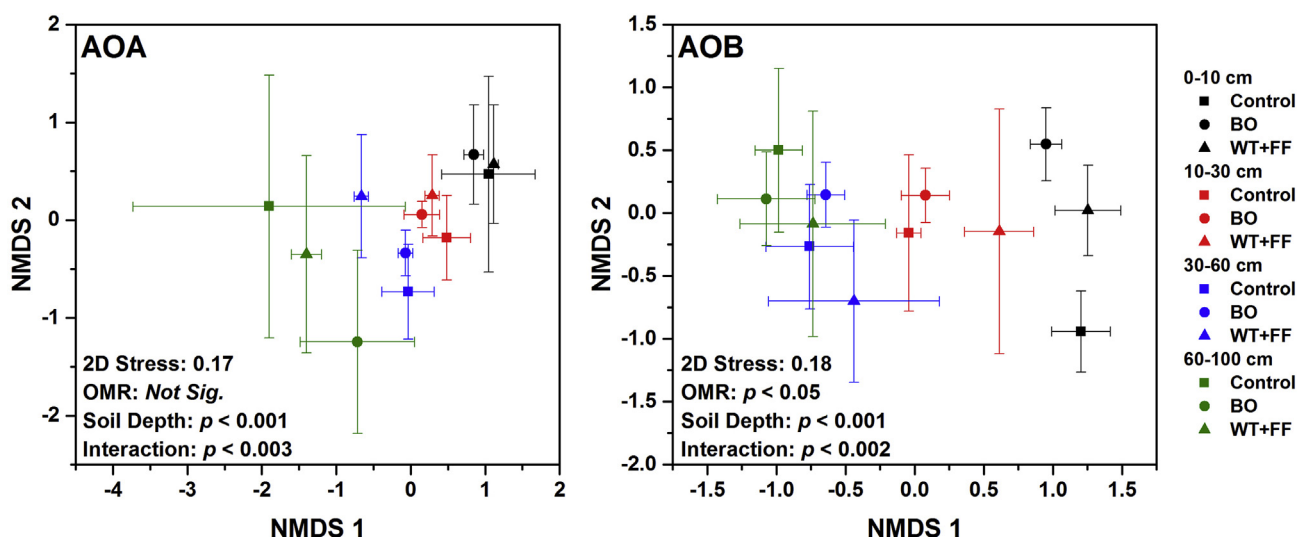 AOA
NMDS 2
2
1
0
-1
-2
2D Stress: 0.17
OMR: Not Sig.
Soil Depth: p < 0.001
Interaction: p < 0.003
-4 -3 -2 -1 0 1 2
NMDS 1
AOB
NMDS 2
1.5
1.0
0.5
0.0
-0.5
-1.0
-1.5
-2.0
2D Stress: 0.18
OMR: p < 0.05
Soil Depth: p < 0.001
Interaction: p < 0.002
-1.5 -1.0 -0.5 0.0 0.5 1.0 1.5
NMDS 1
0-10 cm
Control
BO
WT+FF
10-30 cm
Control
BO
WT+FF
30-60 cm
Control
BO
WT+FF
60-100 cm
Control
BO
WT+FF